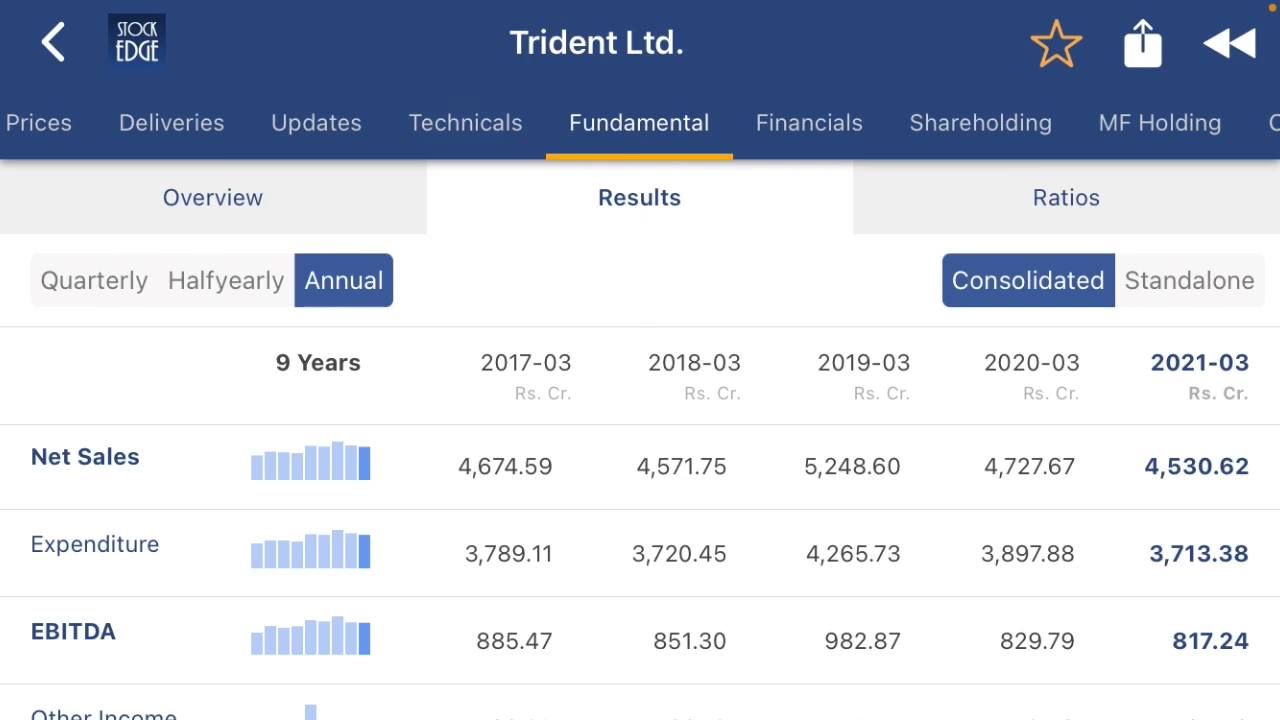 STOCK
EDGE
Trident Ltd.
Prices Deliveries Updates Technicals Fundamental Financials Shareholding MF Holding
Overview Results Ratios
Quarterly Halfyearly Annual Consolidated Standalone
9 Years 2017-03 2018-03 2019-03 2020-03 2021-03
Rs. Cr. Rs. Cr. Rs. Cr. Rs. Cr. Rs. Cr.
Net Sales 4,674.59 4,571.75 5,248.60 4,727.67 4,530.62
Expenditure 3,789.11 3,720.45 4,265.73 3,897.88 3,713.38
EBITDA 885.47 851.30 982.87 829.79 817.24
Other Income